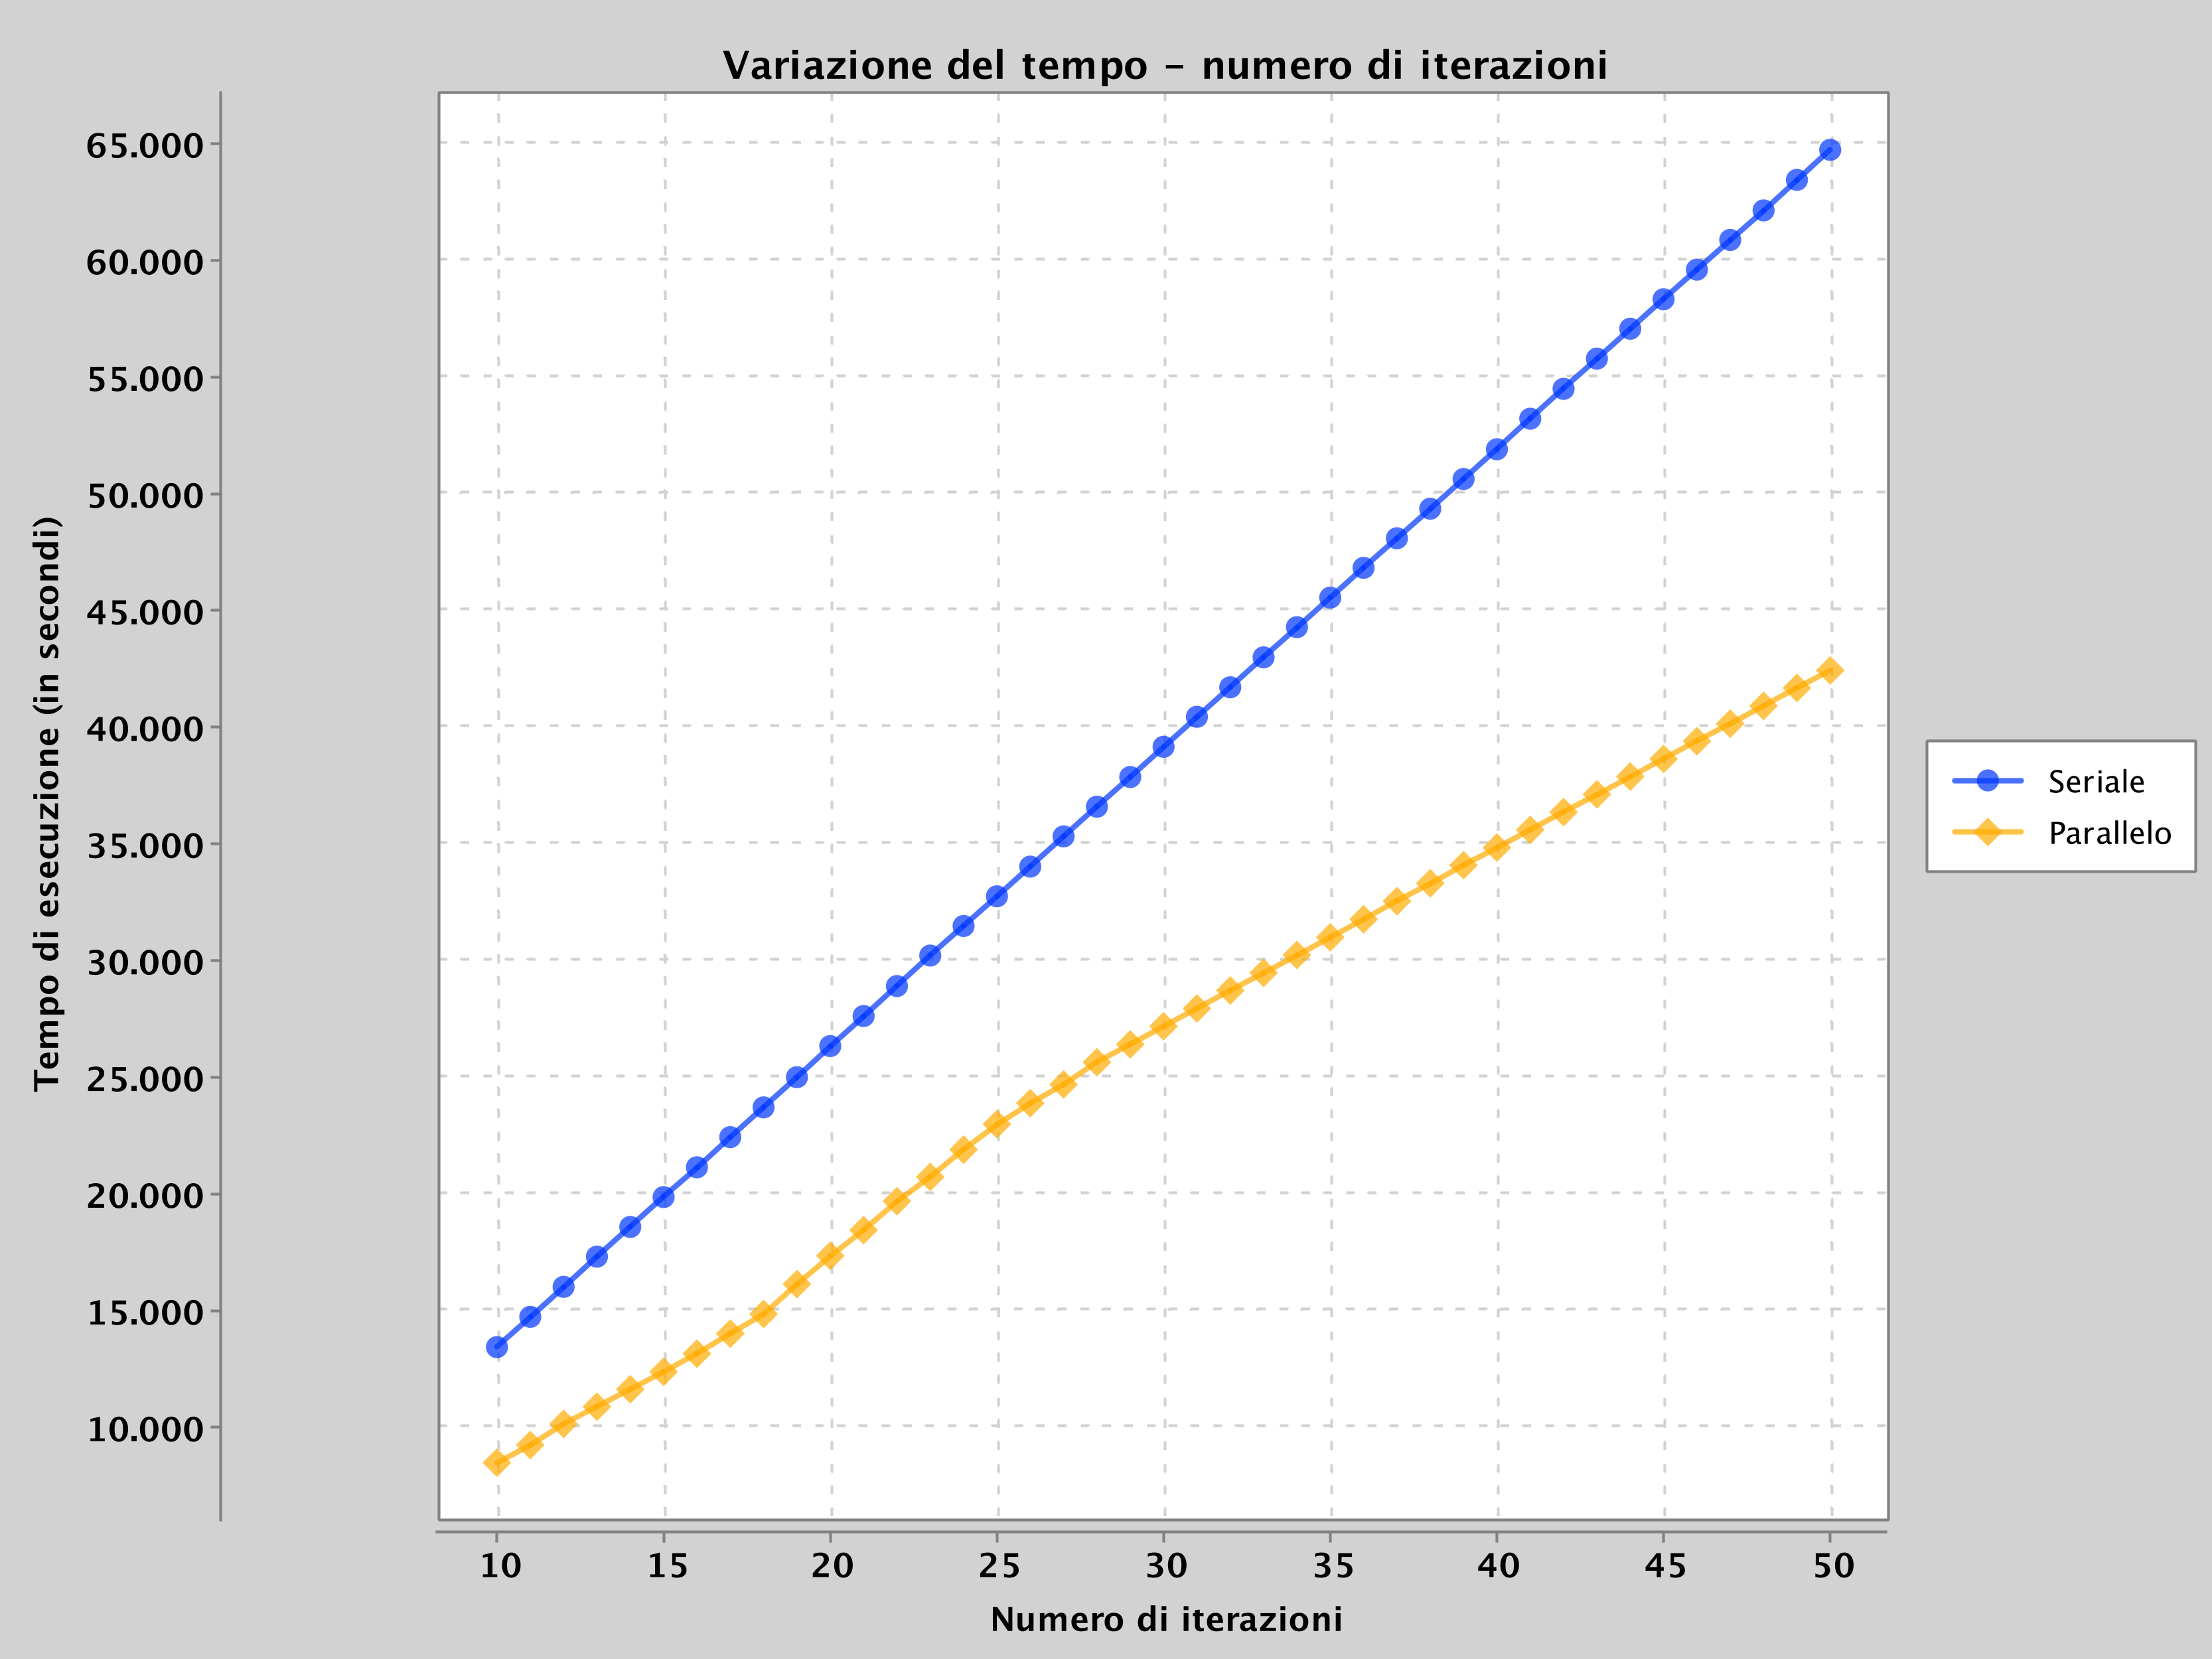 Variazione del tempo – numero di iterazioni
Tempo di esecuzione (in secondi)
65.000
60.000
55.000
50.000
45.000
40.000
35.000
30.000
25.000
20.000
15.000
10.000
10 15 20 25 30 35 40 45 50
Numero di iterazioni
Seriale
Parallelo